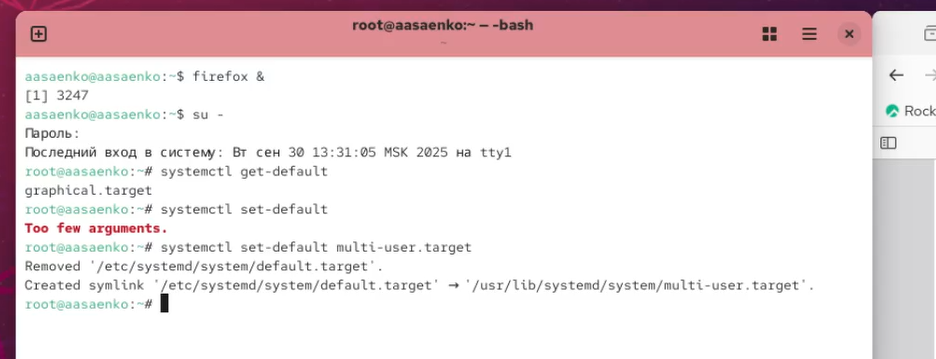 root@aasaenko:~ — -bash
~
aasaenko@aasaenko:~$ firefox &
[1] 3247
aasaenko@aasaenko:~$ su -
Пароль:
Последний вход в систему: Вт сен 30 13:31:05 MSK 2025 на tty1
root@aasaenko:~# systemctl get-default
graphical.target
root@aasaenko:~# systemctl set-default
Too few arguments.
root@aasaenko:~# systemctl set-default multi-user.target
Removed '/etc/systemd/system/default.target'.
Created symlink '/etc/systemd/system/default.target' → '/usr/lib/systemd/system/multi-user.target'.
root@aasaenko:~#
Rock